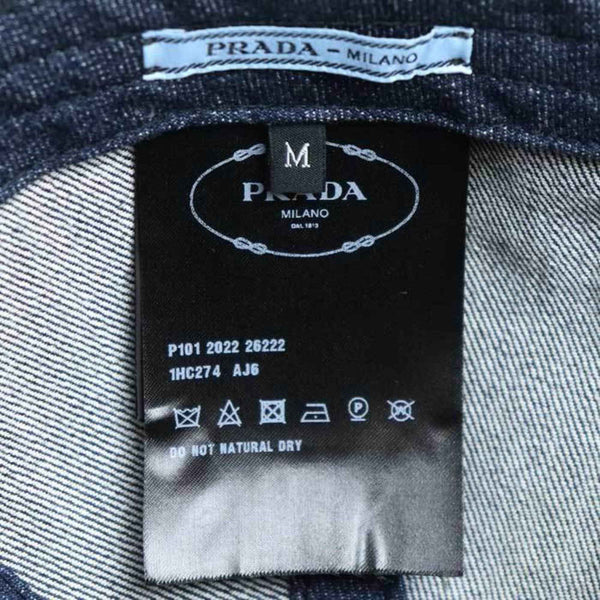 PRADA - MILANO
M
PRADA
MILANO
DAL 1913
P101 2022 26222
1HC274 AJ6
P
DO NOT NATURAL DRY